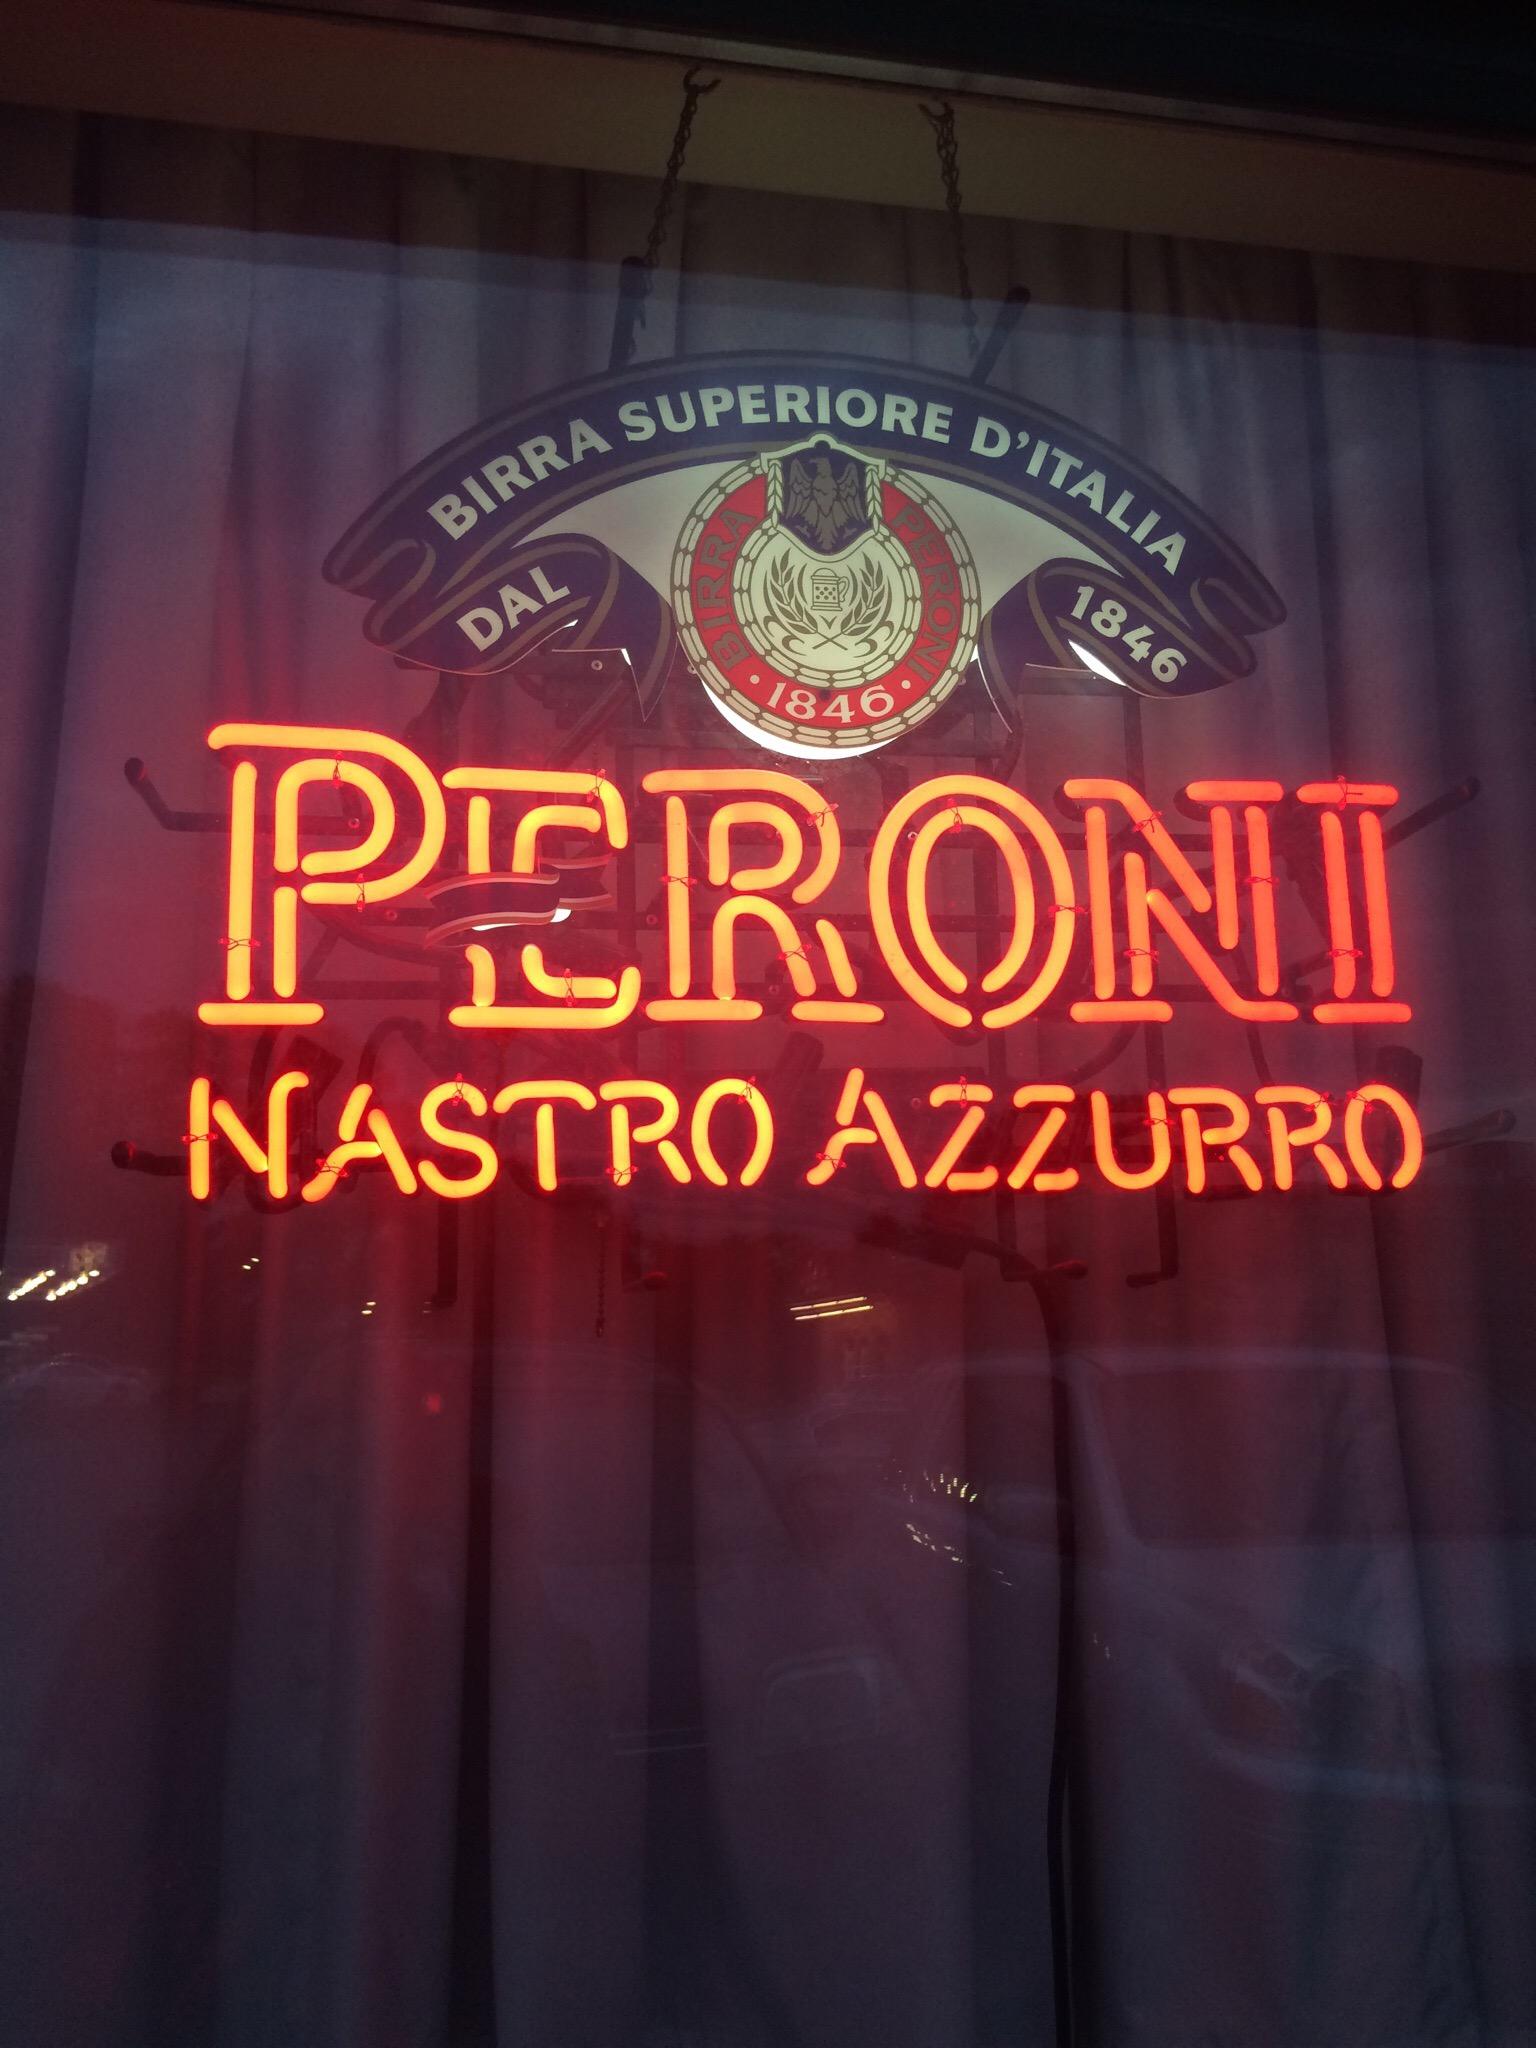 BIRRA SUPERIORE D'ITALIA
DAL 1846
BIRRA PERONI
· 1846 ·
PERONI
NASTRO AZZURRO